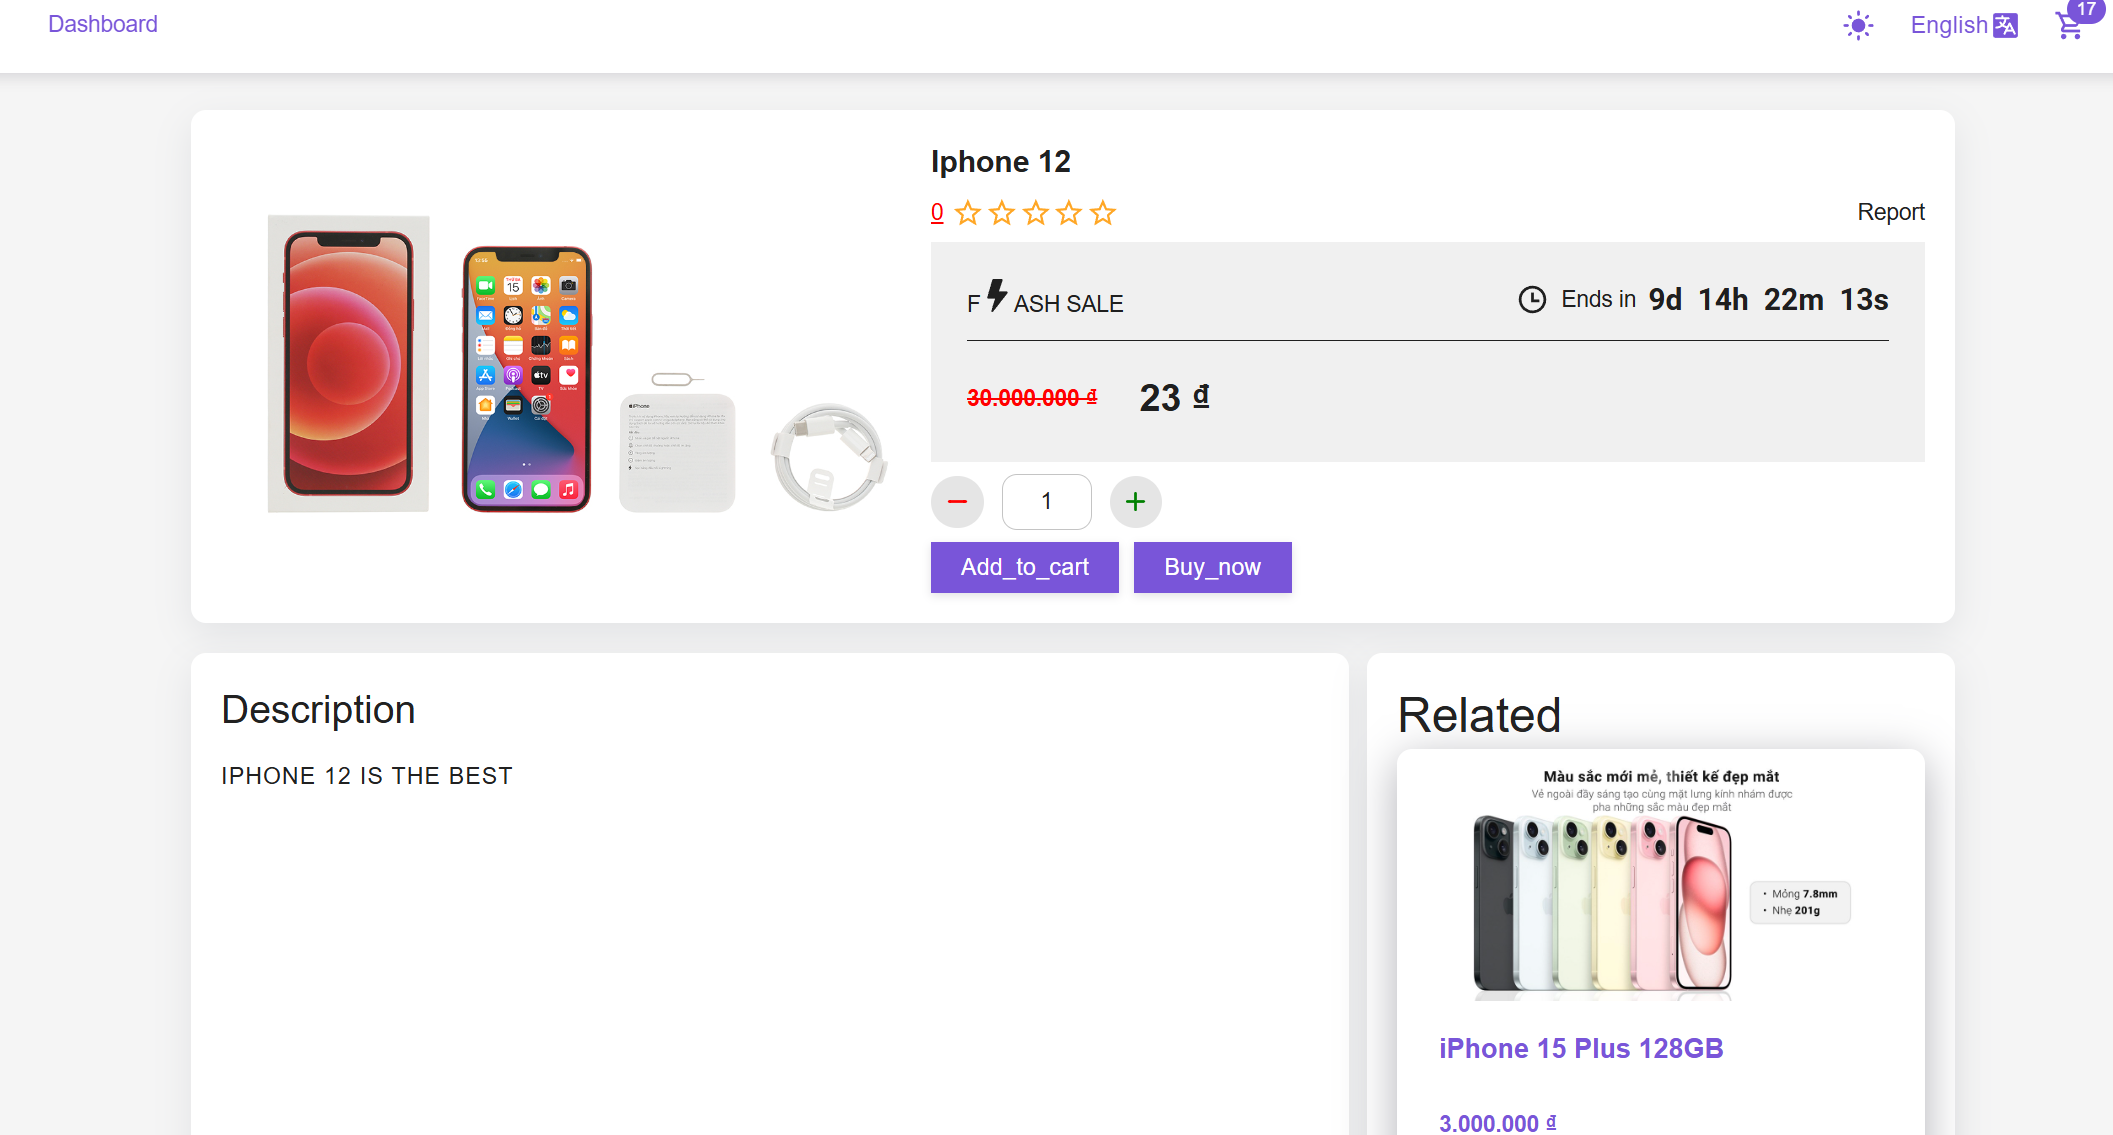 Dashboard
English
17
Iphone 12
0
Report
F ASH SALE
Ends in 9d 14h 22m 13s
30.000.000 ₫ 23 ₫
1
Add_to_cart Buy_now
Description
IPHONE 12 IS THE BEST
Related
Màu sắc mới mẻ, thiết kế đẹp mắt
Vẻ ngoài đầy sáng tạo cùng mặt lưng kính nhám được
pha những sắc màu đẹp mắt
• Mỏng 7.8mm
• Nhẹ 201g
iPhone 15 Plus 128GB
3.000.000 ₫
iPhone
15